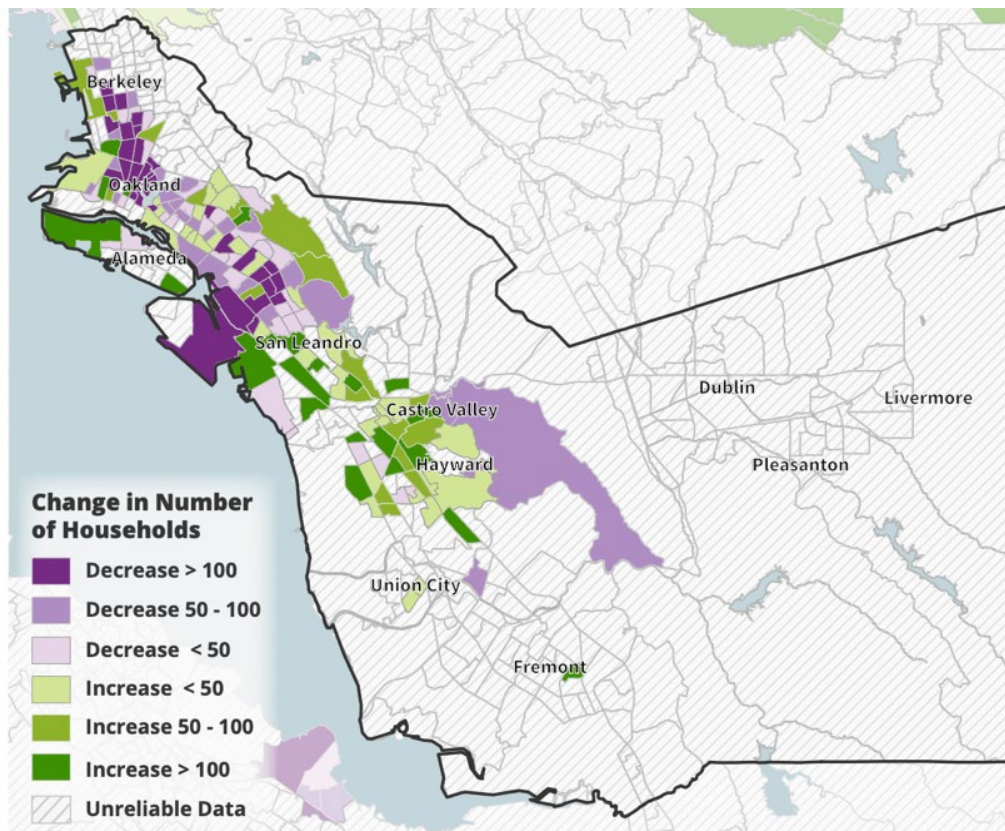 Berkeley
Oakland
Alameda
San Leandro
Castro Valley
Hayward
Dublin
Livermore
Pleasanton
Union City
Fremont
Change in Number
of Households
Decrease > 100
Decrease 50 - 100
Decrease < 50
Increase < 50
Increase 50 - 100
Increase > 100
Unreliable Data